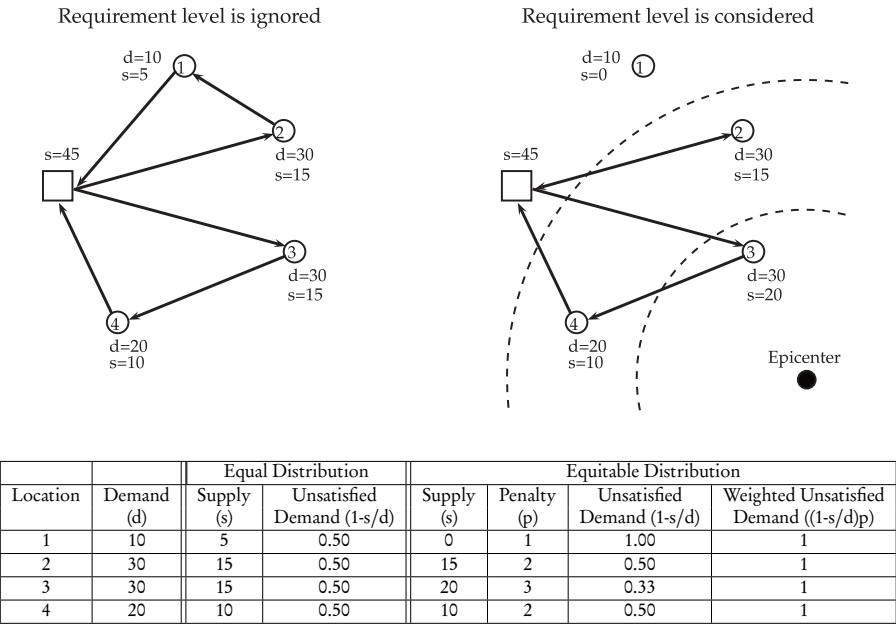 Requirement level is ignored
d=10
s=5
1
2
d=30
s=15
s=45
3
d=30
s=15
4
d=20
s=10
Requirement level is considered
d=10
s=0
1
2
d=30
s=15
s=45
3
d=30
s=20
4
d=20
s=10
Epicenter
Equal Distribution Equitable Distribution
Location Demand Supply Unsatisfied Supply Penalty Unsatisfied Weighted Unsatisfied
(d) (s) Demand (1-s/d) (s) (p) Demand (1-s/d) Demand ((1-s/d)p)
1 10 5 0.50 0 1 1.00 1
2 30 15 0.50 15 2 0.50 1
3 30 15 0.50 20 3 0.33 1
4 20 10 0.50 10 2 0.50 1